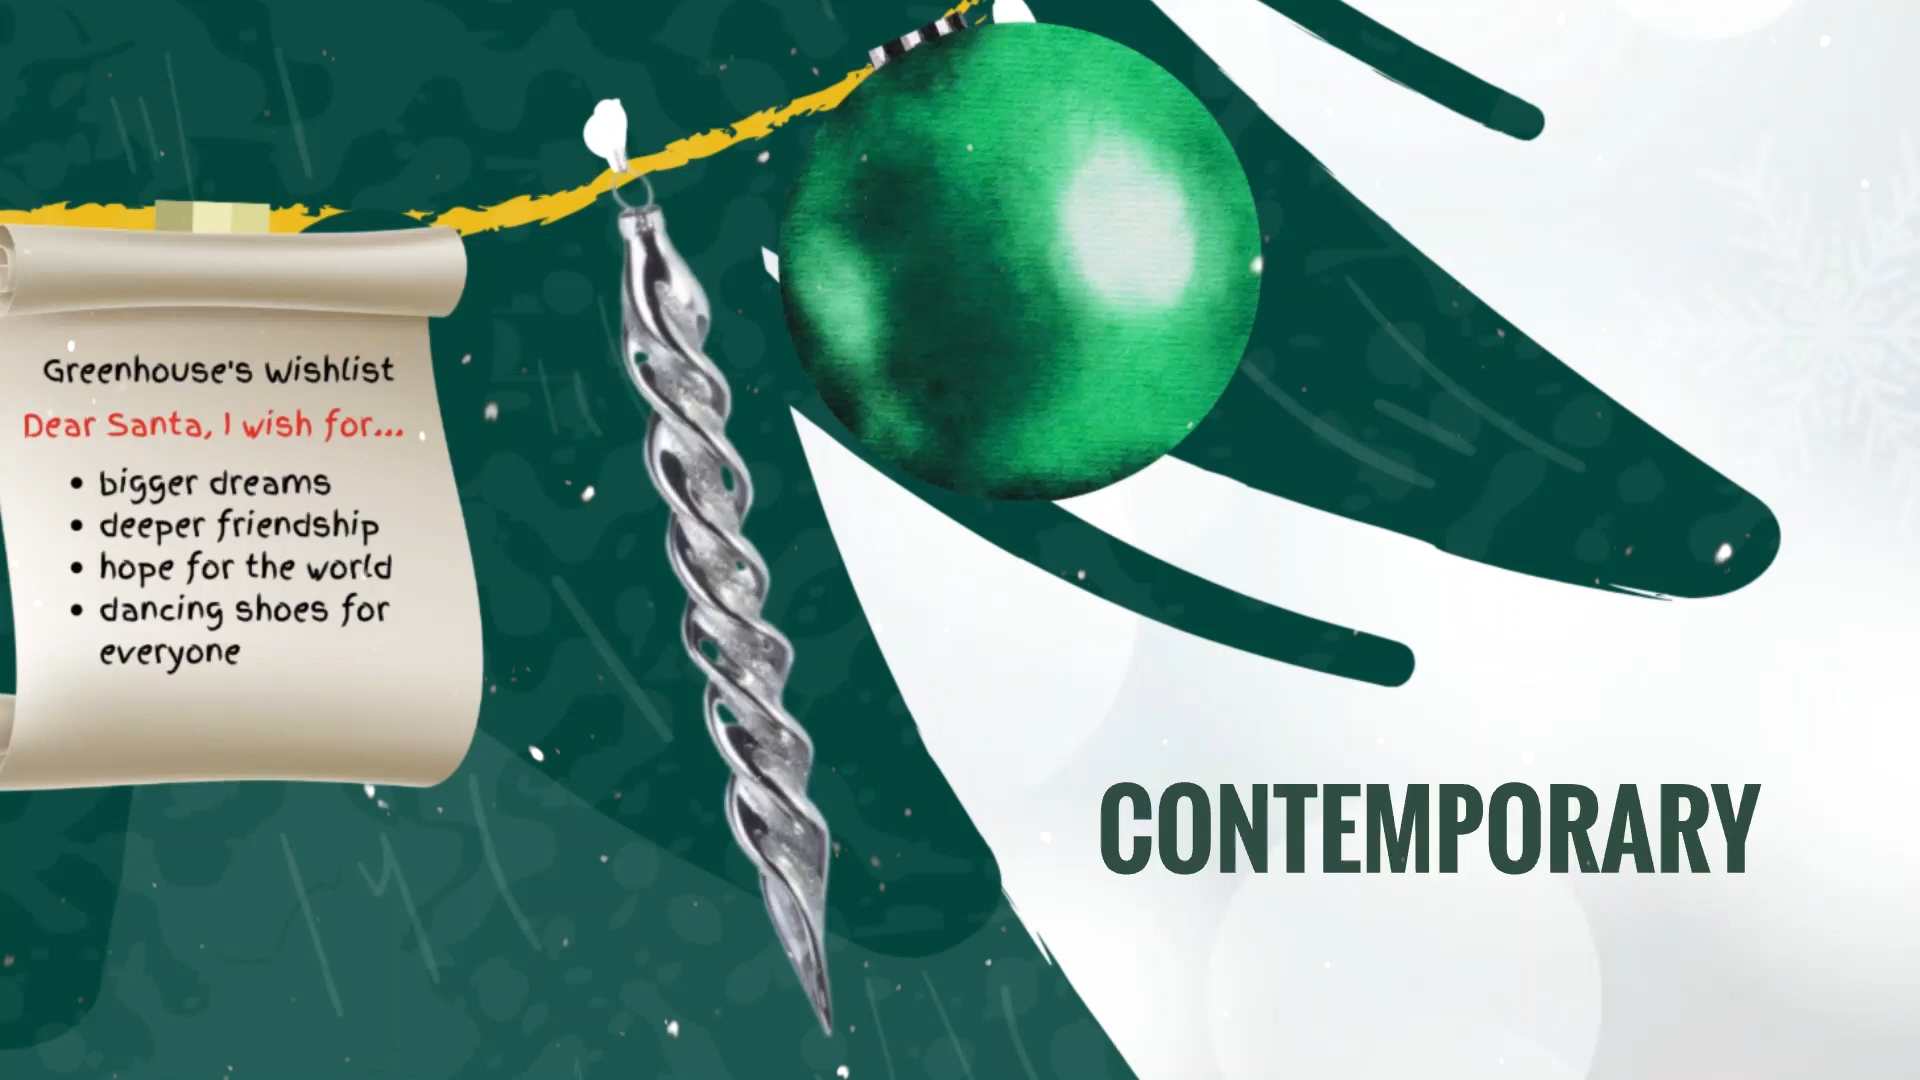 Greenhouse's Wishlist
Dear Santa, I wish for...
• bigger dreams
• deeper friendship
• hope for the world
• dancing shoes for
everyone
CONTEMPORARY